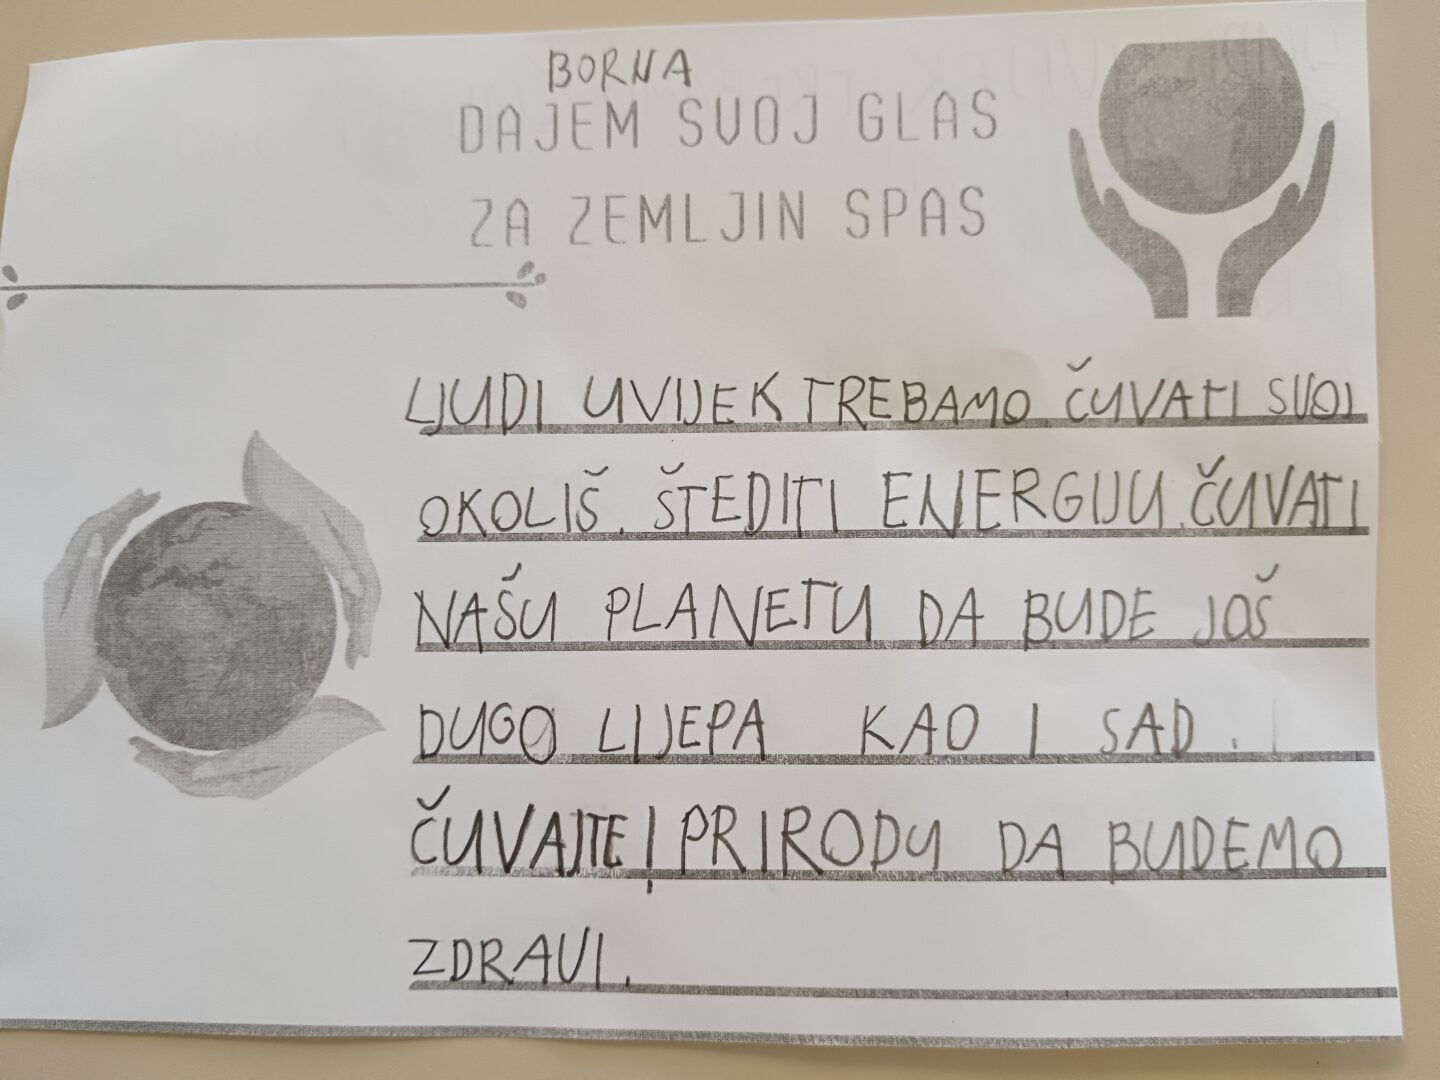 BORNA
DAJEM SVOJ GLAS
ZA ZEMLJIN SPAS
LJUDI UVIJEK TREBAMO ČUVATI SVOJ
OKOLIŠ. ŠTEDITI ENERGIJU. ČUVATI
NAŠU PLANETU DA BUDE JOŠ
DUGO LIJEPA KAO I SAD.
ČUVAJTE I PRIRODU DA BUDEMO
ZDRAVI.